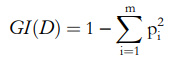 GI(D) = 1 − ∑_{i=1}^{m} p_i^2